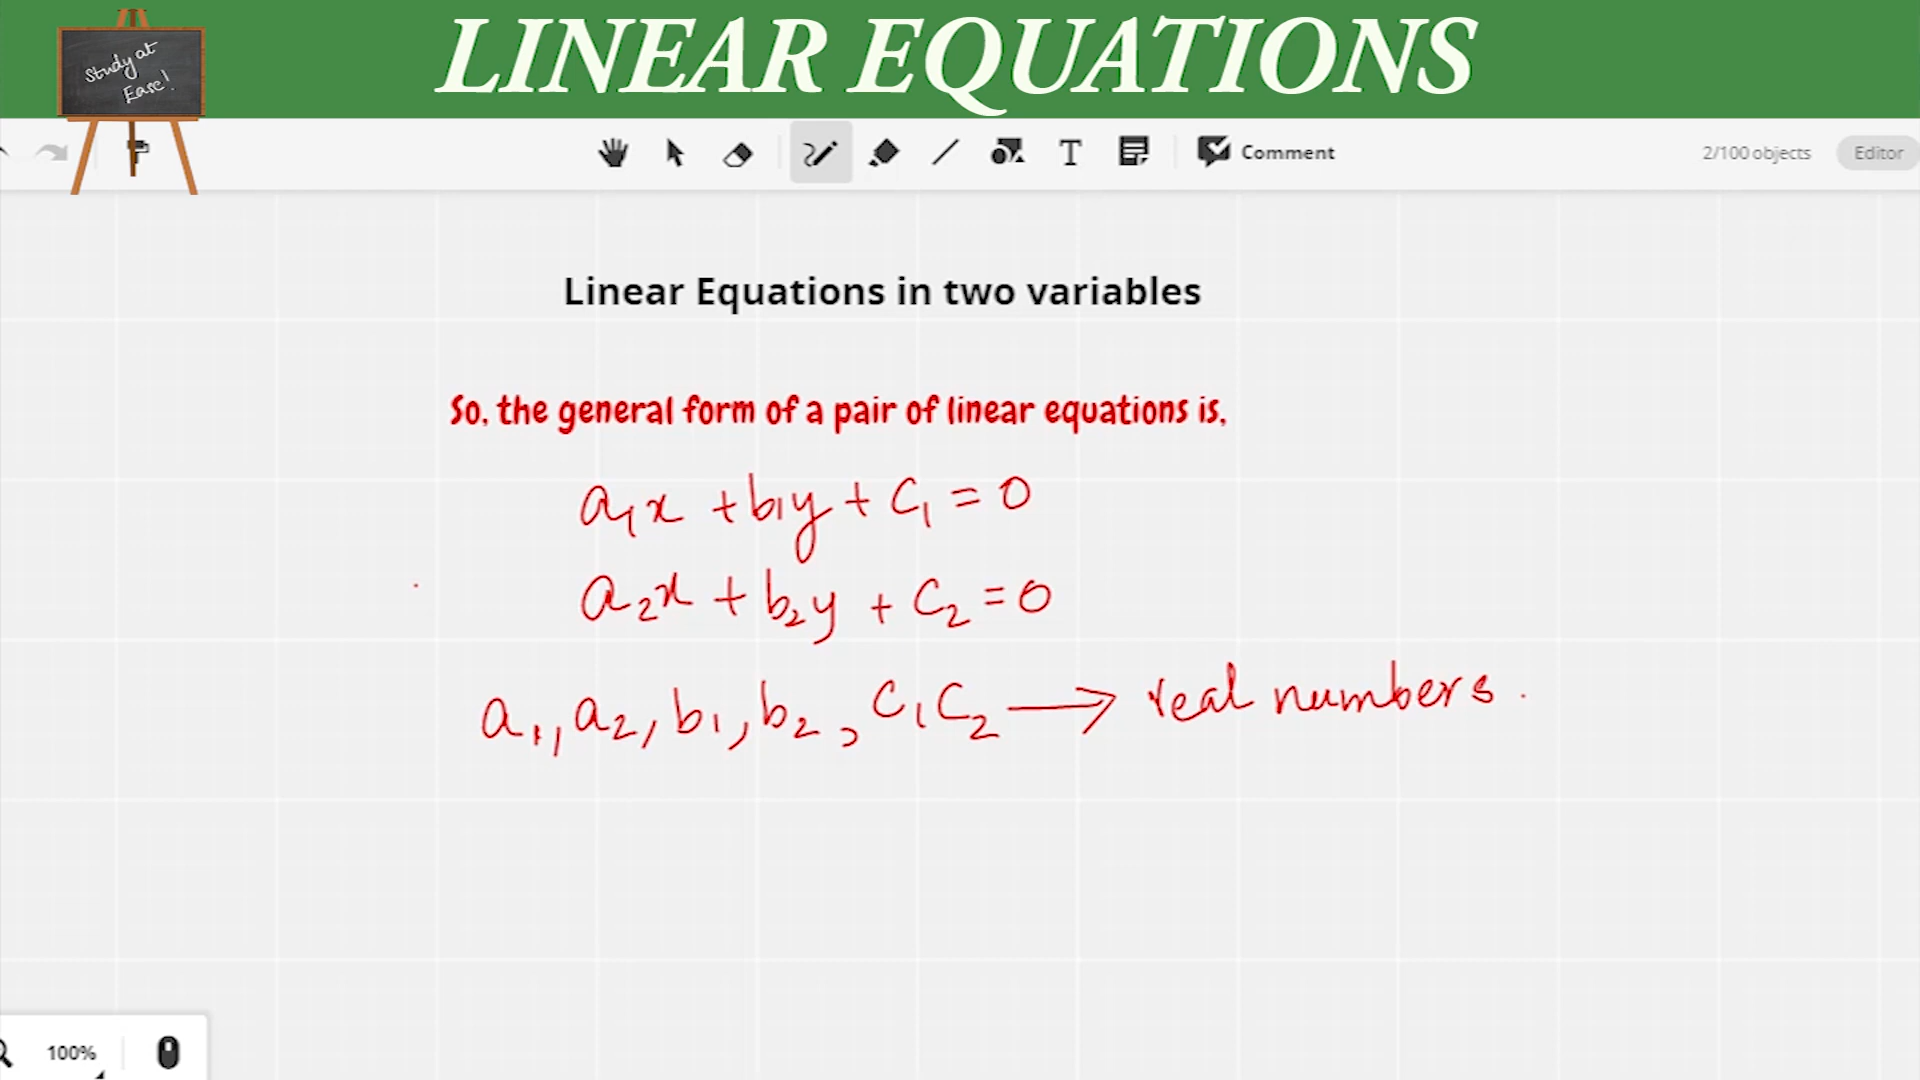 LINEAR EQUATIONS
Study at
Ease!
Comment
2/100 objects
Editor
Linear Equations in two variables
So, the general form of a pair of linear equations is,
a₁x + b₁y + c₁ = 0
a₂x + b₂y + c₂ = 0
a₁, a₂, b₁, b₂, c₁ c₂ → real numbers.
100%